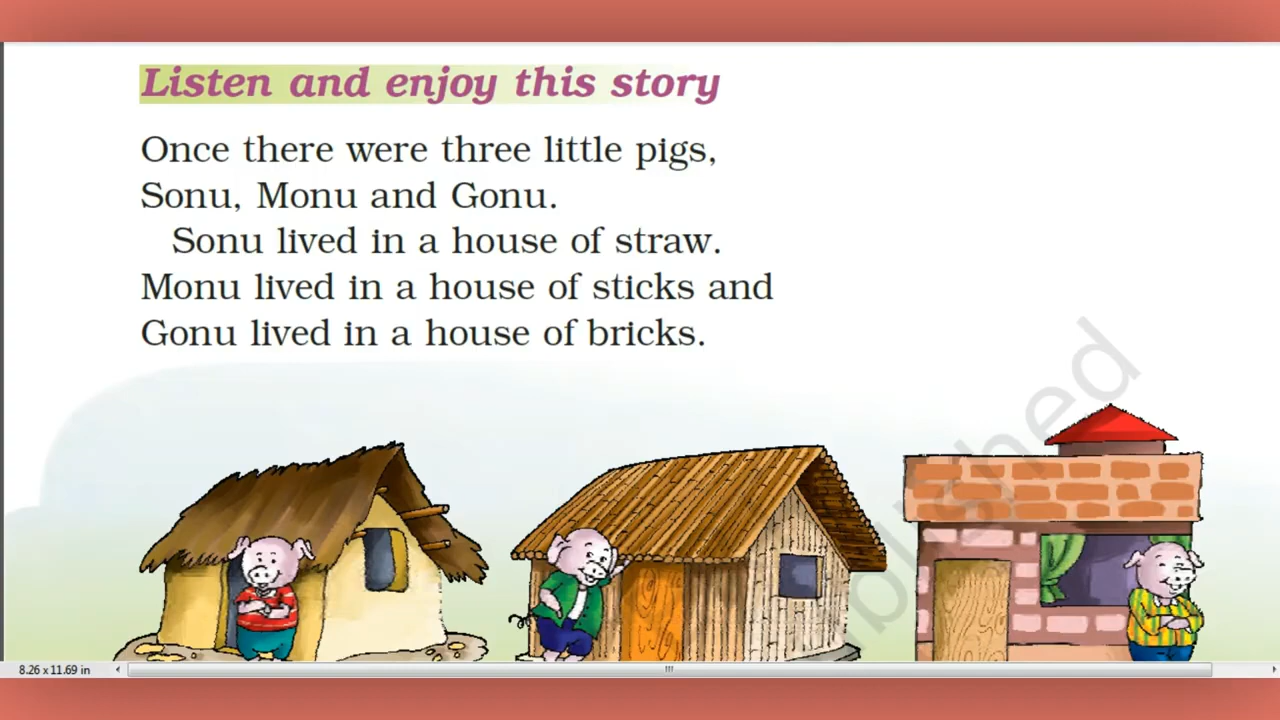 Listen and enjoy this story
Once there were three little pigs,
Sonu, Monu and Gonu.
Sonu lived in a house of straw.
Monu lived in a house of sticks and
Gonu lived in a house of bricks.
8.26 x 11.69 in